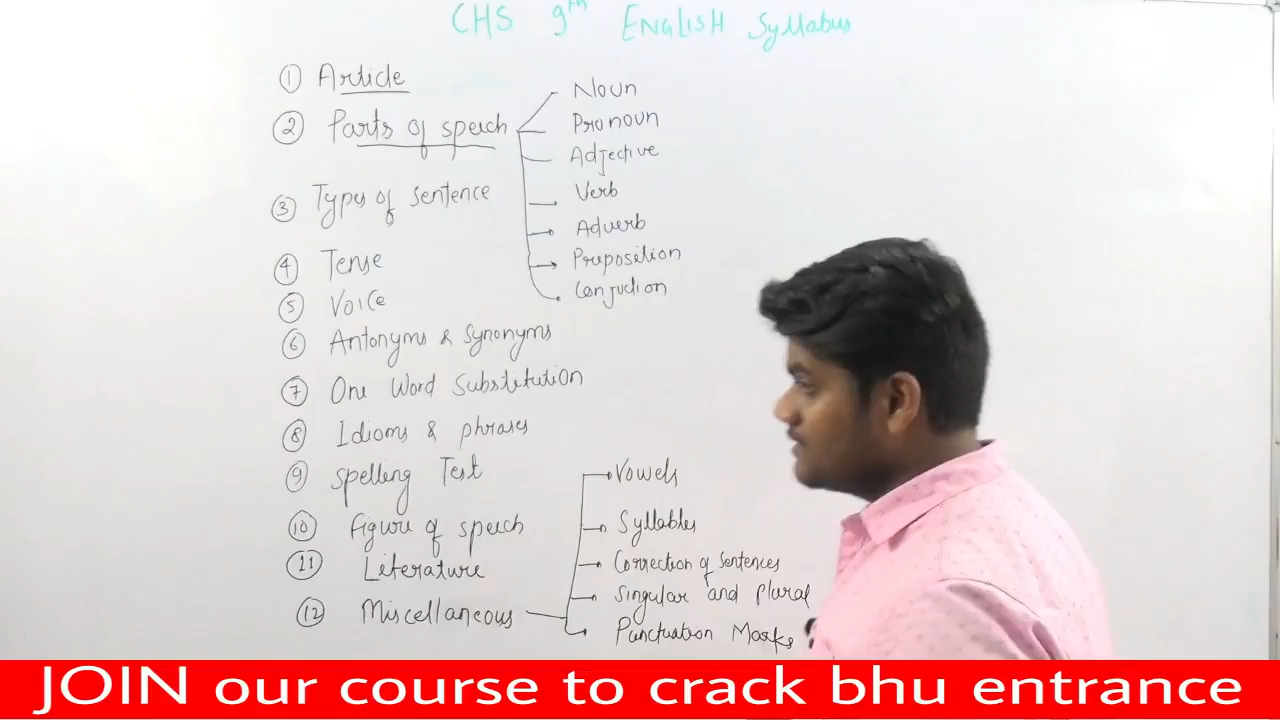 CHS 9th ENGLISH Syllabus
① Article
② Parts of speech
Noun
Pronoun
Adjective
Verb
Adverb
Preposition
Conjuction
③ Types of sentence
④ Tense
⑤ Voice
⑥ Antonyms & Synonyms
⑦ One Word Substitution
⑧ Idioms & phrases
⑨ Spelling Test
⑩ Figure of speech
⑪ Literature
⑫ Miscellaneous
Vowels
Syllables
Correction of sentences
Singular and Plural
Punctuation Marks
JOIN our course to crack bhu entrance